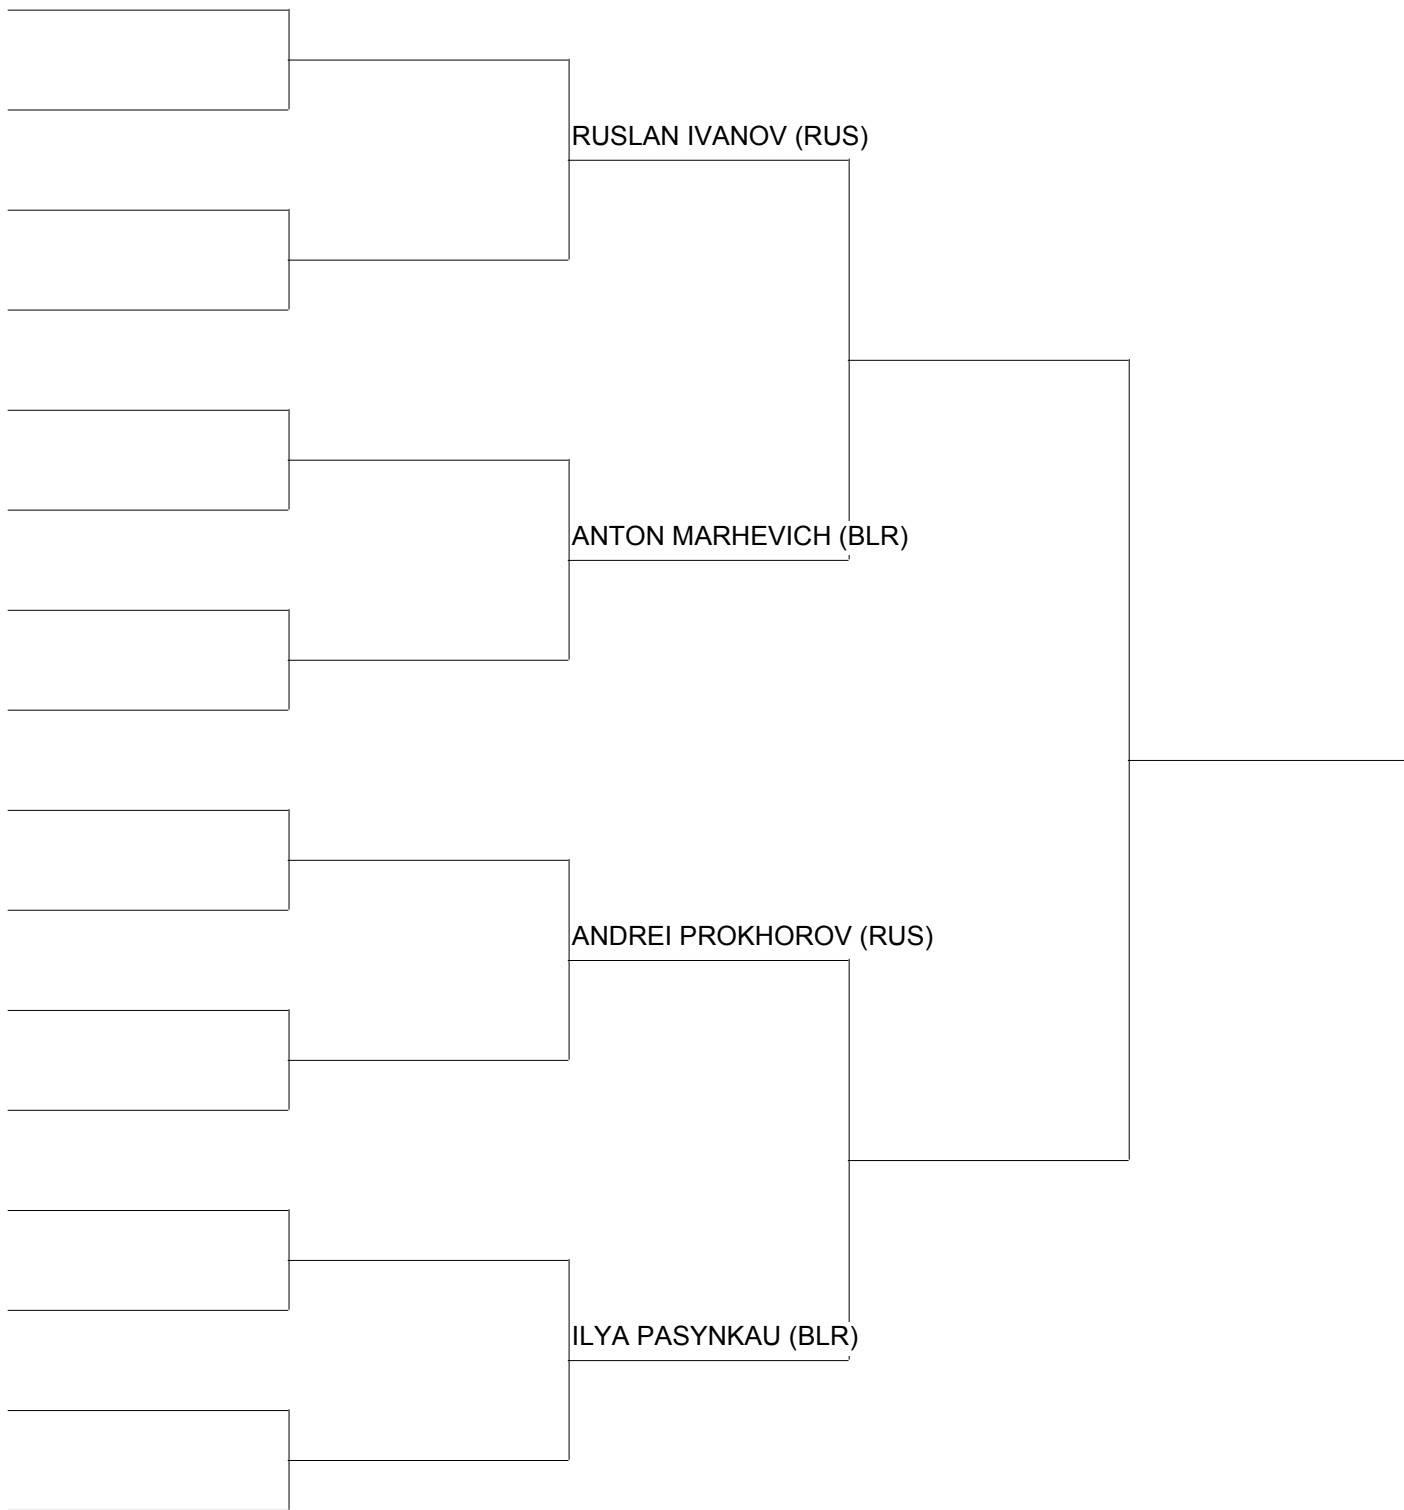 RUSLAN IVANOV (RUS)
ANTON MARHEVICH (BLR)
ANDREI PROKHOROV (RUS)
ILYA PASYNKAU (BLR)